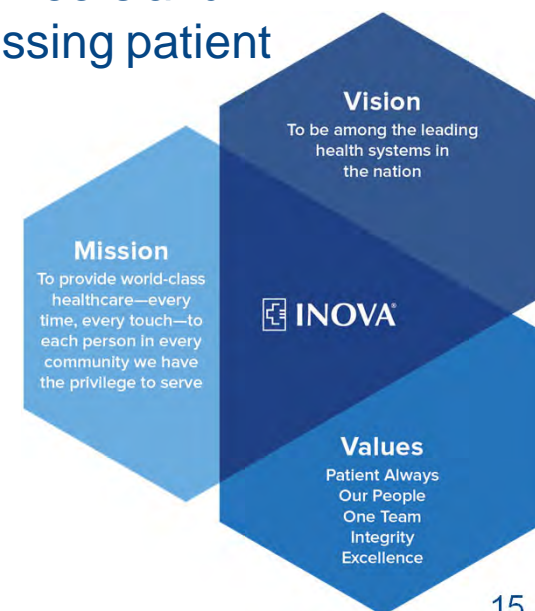 ssing patient
Vision
To be among the leading
health systems in
the nation
Mission
To provide world-class
healthcare—every
time, every touch—to
each person in every
community we have
the privilege to serve
INOVA®
Values
Patient Always
Our People
One Team
Integrity
Excellence
15